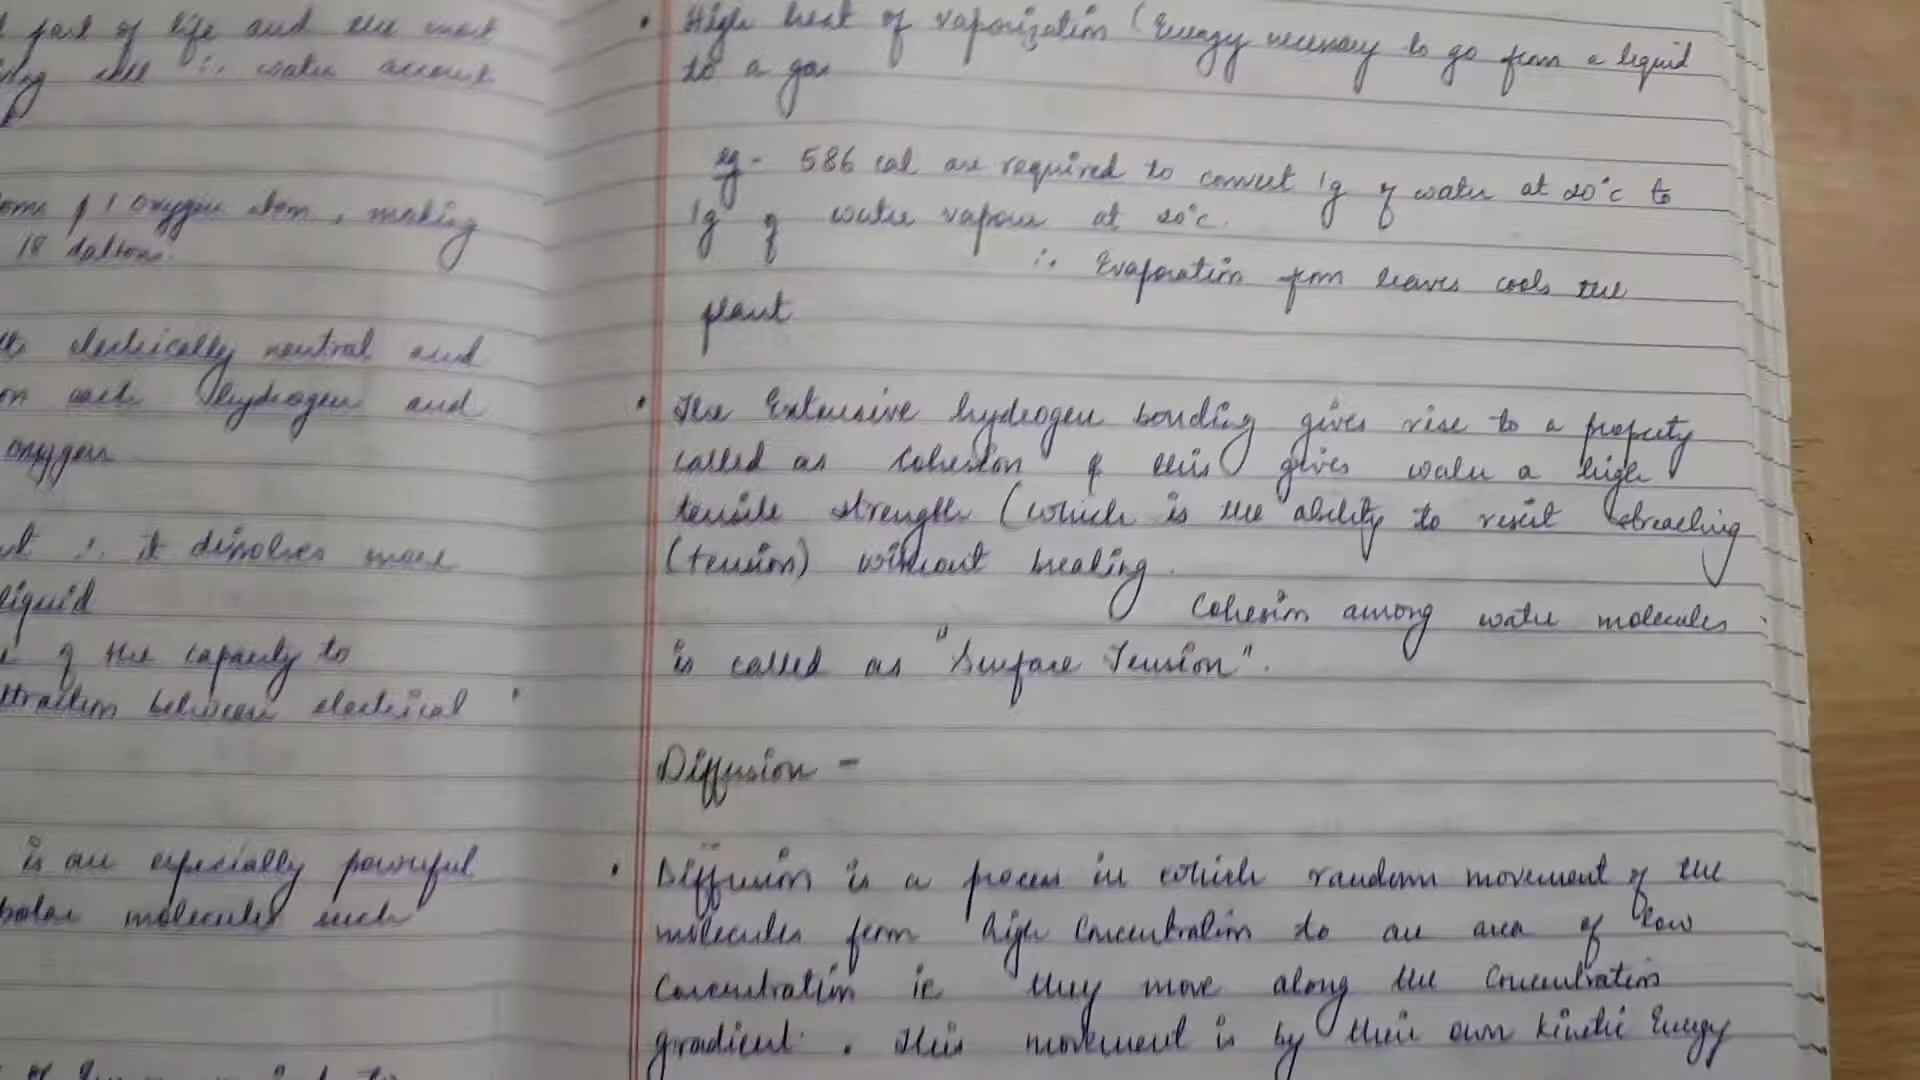 part of life and the most
cell ∴ water account
1 oxygen atom, making
18 daltons.
electrically neutral and
on each hydrogen and
oxygen
∴ it dissolves more
liquid
of the capacity to
between electrical
is an especially powerful
molecules such
• High heat of vaporization (Energy necessary to go from a liquid
to a gas
eg - 586 cal are required to convert 1g of water at 20°c to
1g of water vapour at 20°c.
∴ Evaporation from leaves cools the
plant
• The Extensive hydrogen bonding gives rise to a property
called as Cohesion & this gives water a high
tensile strength (which is the ability to resist stretching
(tension) without breaking.
Cohesion among water molecules
is called as "Surface Tension".
Diffusion -
• Diffusion is a process in which random movement of the
molecules form high Concentration to an area of low
Concentration ie they move along the Concentration
gradient. This movement is by their own kinetic Energy